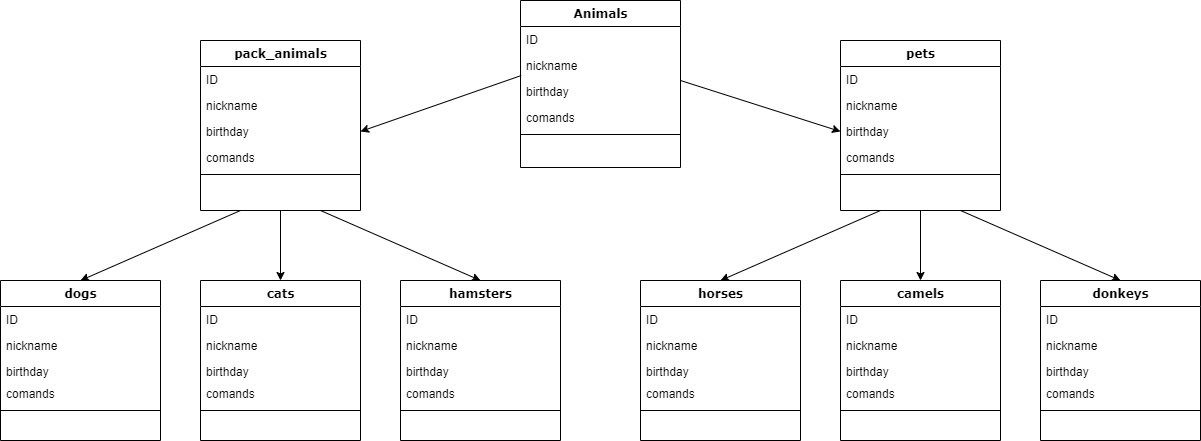 Animals
ID
nickname
birthday
comands
pack_animals
ID
nickname
birthday
comands
pets
ID
nickname
birthday
comands
dogs
ID
nickname
birthday
comands
cats
ID
nickname
birthday
comands
hamsters
ID
nickname
birthday
comands
horses
ID
nickname
birthday
comands
camels
ID
nickname
birthday
comands
donkeys
ID
nickname
birthday
comands